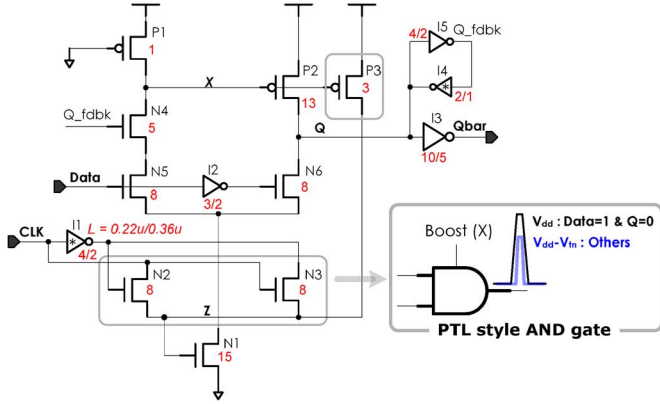 P1
1
X
P2
13
P3
3
I5
Q_fdbk
4/2
I4
*
2/1
Q_fdbk
N4
5
Q
I3
Qbar
10/5
Data
N5
8
I2
3/2
N6
8
CLK
I1
*
L = 0.22u/0.36u
4/2
N2
8
N3
8
Z
N1
15
Boost (X)
Vdd : Data=1 & Q=0
Vdd-Vtn : Others
PTL style AND gate